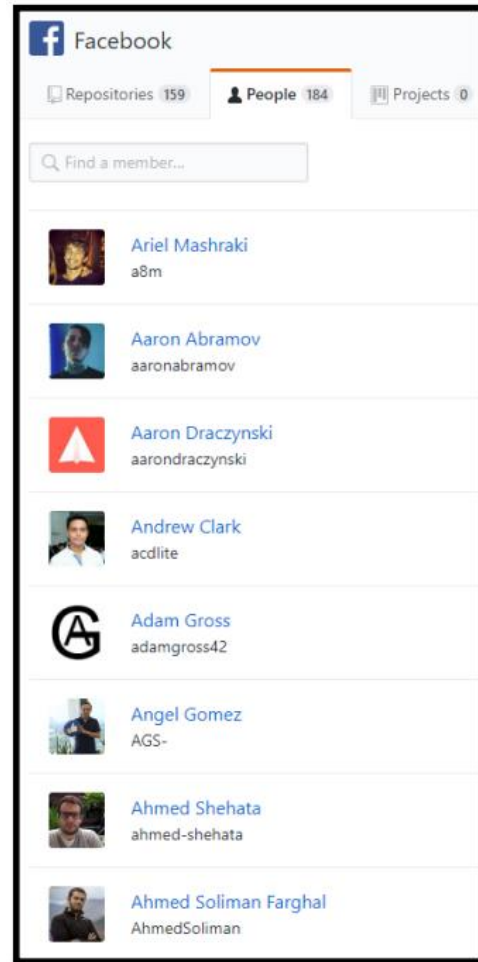 Facebook
Repositories 159 People 184 Projects 0
Find a member...
Ariel Mashraki
a8m
Aaron Abramov
aaronabramov
Aaron Draczynski
aarondraczynski
Andrew Clark
acdlite
Adam Gross
adamgross42
Angel Gomez
AGS-
Ahmed Shehata
ahmed-shehata
Ahmed Soliman Farghal
AhmedSoliman